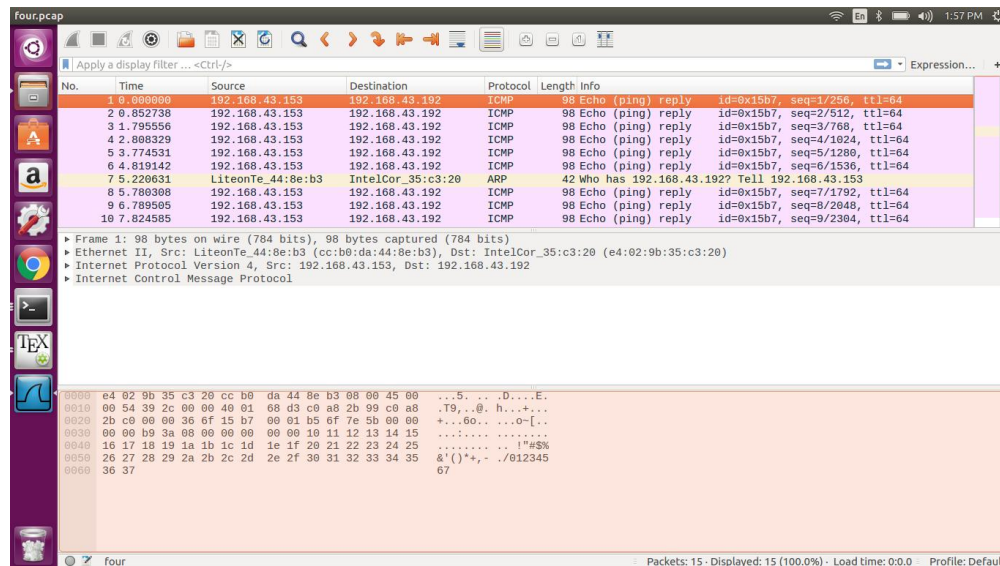 four.pcap En 1:57 PM
Apply a display filter ... <Ctrl-/> Expression... +
No. Time Source Destination Protocol Length Info
1 0.000000 192.168.43.153 192.168.43.192 ICMP 98 Echo (ping) reply id=0x15b7, seq=1/256, ttl=64
2 0.852738 192.168.43.153 192.168.43.192 ICMP 98 Echo (ping) reply id=0x15b7, seq=2/512, ttl=64
3 1.795556 192.168.43.153 192.168.43.192 ICMP 98 Echo (ping) reply id=0x15b7, seq=3/768, ttl=64
4 2.808329 192.168.43.153 192.168.43.192 ICMP 98 Echo (ping) reply id=0x15b7, seq=4/1024, ttl=64
5 3.774531 192.168.43.153 192.168.43.192 ICMP 98 Echo (ping) reply id=0x15b7, seq=5/1280, ttl=64
6 4.819142 192.168.43.153 192.168.43.192 ICMP 98 Echo (ping) reply id=0x15b7, seq=6/1536, ttl=64
7 5.220631 LiteonTe_44:8e:b3 IntelCor_35:c3:20 ARP 42 Who has 192.168.43.192? Tell 192.168.43.153
8 5.780308 192.168.43.153 192.168.43.192 ICMP 98 Echo (ping) reply id=0x15b7, seq=7/1792, ttl=64
9 6.789505 192.168.43.153 192.168.43.192 ICMP 98 Echo (ping) reply id=0x15b7, seq=8/2048, ttl=64
10 7.824585 192.168.43.153 192.168.43.192 ICMP 98 Echo (ping) reply id=0x15b7, seq=9/2304, ttl=64
Frame 1: 98 bytes on wire (784 bits), 98 bytes captured (784 bits)
Ethernet II, Src: LiteonTe_44:8e:b3 (cc:b0:da:44:8e:b3), Dst: IntelCor_35:c3:20 (e4:02:9b:35:c3:20)
Internet Protocol Version 4, Src: 192.168.43.153, Dst: 192.168.43.192
Internet Control Message Protocol
0000 e4 02 9b 35 c3 20 cc b0 da 44 8e b3 08 00 45 00 ...5. .. .D....E.
0010 00 54 39 2c 00 00 40 01 68 d3 c0 a8 2b 99 c0 a8 .T9,..@. h...+...
0020 2b c0 00 00 36 6f 15 b7 00 01 b5 6f 7e 5b 00 00 +...6o.. ...o~[..
0030 00 00 b9 3a 08 00 00 00 00 00 10 11 12 13 14 15 ...:.... ........
0040 16 17 18 19 1a 1b 1c 1d 1e 1f 20 21 22 23 24 25 ........ .. !"#$%
0050 26 27 28 29 2a 2b 2c 2d 2e 2f 30 31 32 33 34 35 &'()*+,- ./012345
0060 36 37 67
a
TEX
four Packets: 15 · Displayed: 15 (100.0%) · Load time: 0:0.0 Profile: Defaul